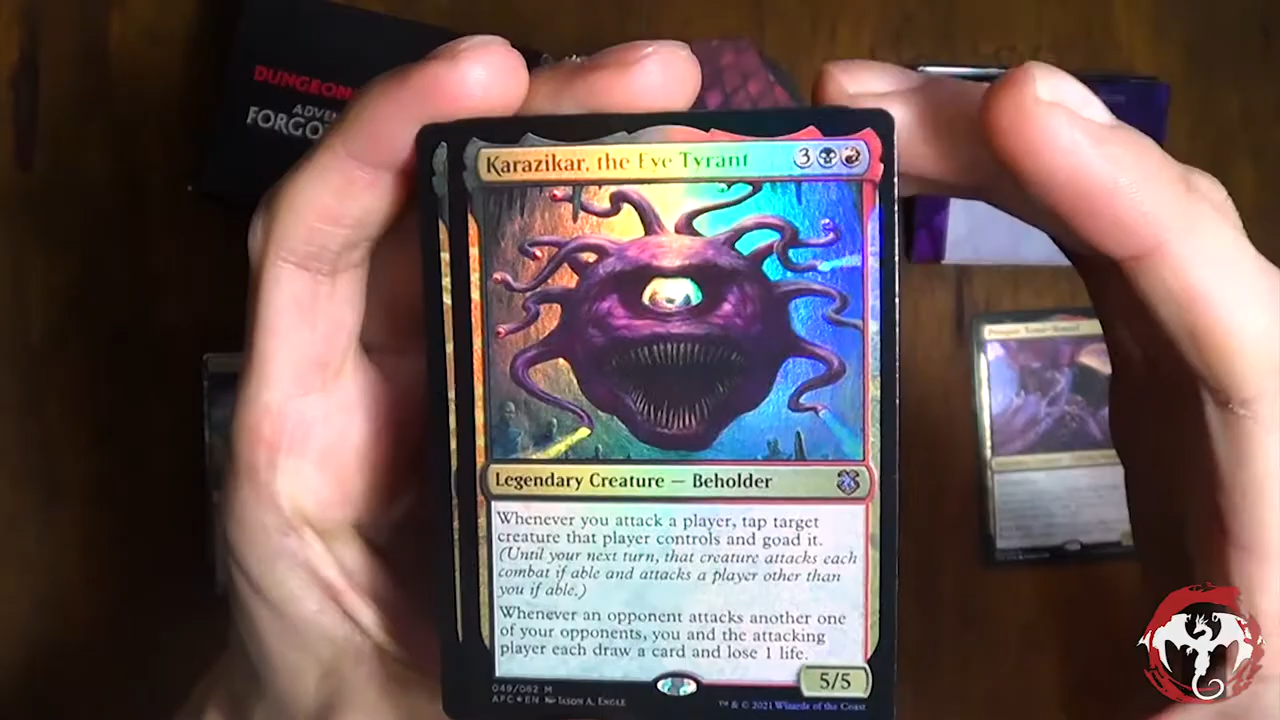 DUNGEON
ADVEN
FORGOT
Karazikar, the Eye Tyrant 3
Legendary Creature — Beholder
Whenever you attack a player, tap target
creature that player controls and goad it.
(Until your next turn, that creature attacks each
combat if able and attacks a player other than
you if able.)
Whenever an opponent attacks another one
of your opponents, you and the attacking
player each draw a card and lose 1 life.
5/5
049/062 M
AFC EN Jason A. Engle
™ & © 2021 Wizards of the Coast